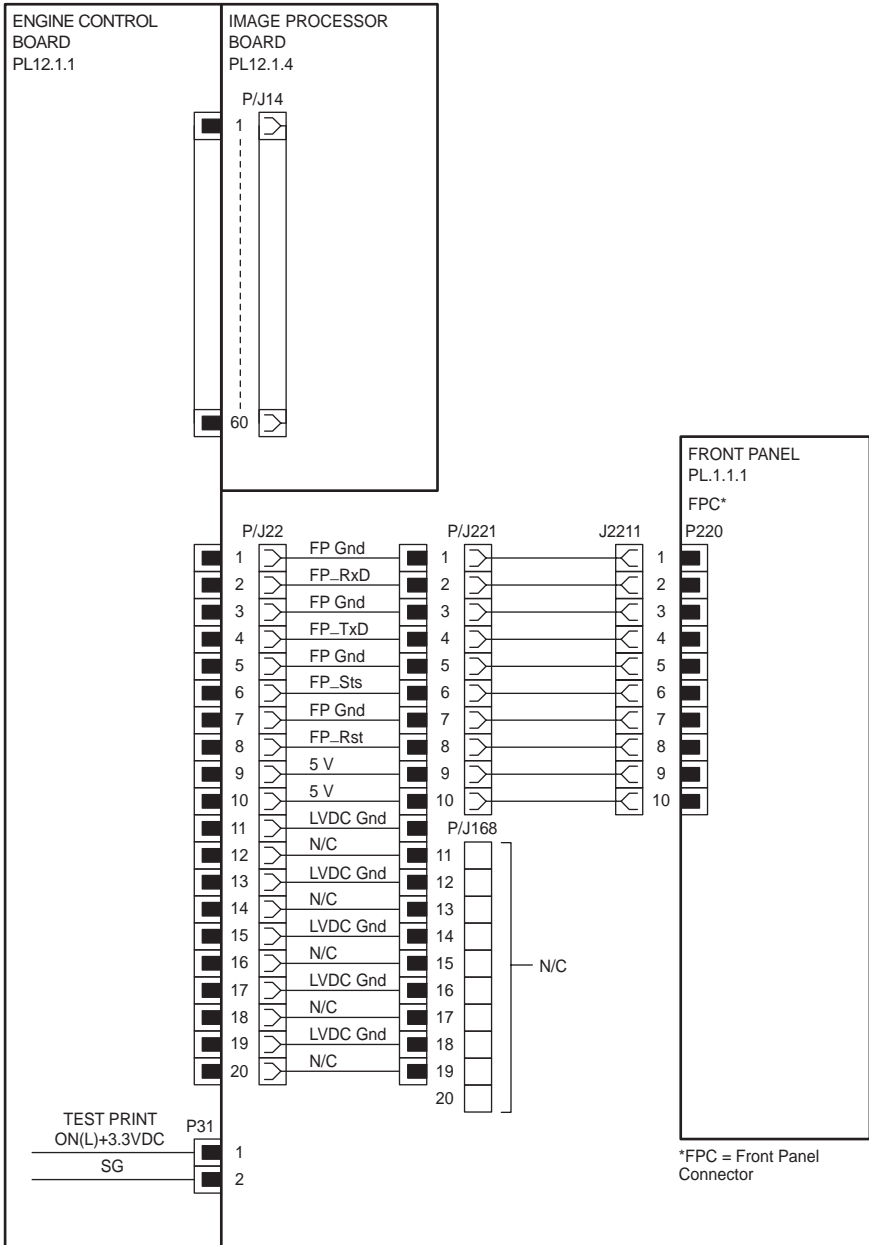 ENGINE CONTROL
BOARD
PL12.1.1
IMAGE PROCESSOR
BOARD
PL12.1.4
P/J14
1
60
FRONT PANEL
PL.1.1.1
FPC*
P/J22 P/J221 J2211 P220
1 FP Gnd 1 1
2 FP_RxD 2 2
3 FP Gnd 3 3
4 FP_TxD 4 4
5 FP Gnd 5 5
6 FP_Sts 6 6
7 FP Gnd 7 7
8 FP_Rst 8 8
9 5 V 9 9
10 5 V 10 10
11 LVDC Gnd P/J168
12 N/C 11
13 LVDC Gnd 12
14 N/C 13
15 LVDC Gnd 14
16 N/C 15 N/C
17 LVDC Gnd 16
18 N/C 17
19 LVDC Gnd 18
20 N/C 19
20
TEST PRINT
ON(L)+3.3VDC P31
1
SG 2
*FPC = Front Panel
Connector